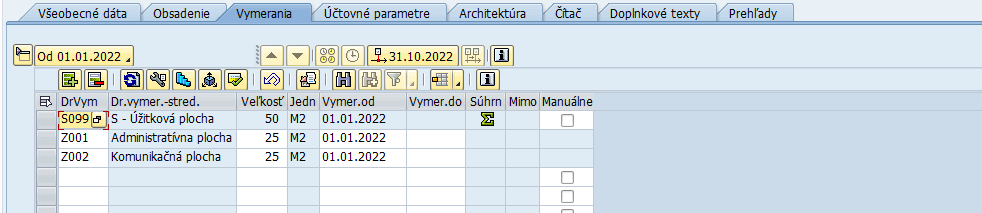 Všeobecné dáta Obsadenie Vymerania Účtovné parametre Architektúra Čítač Doplnkové texty Prehľady
Od 01.01.2022 31.10.2022
DrVym Dr.vymer.-stred. Veľkosť Jedn Vymer.od Vymer.do Súhrn Mimo Manuálne
S099 S - Úžitková plocha 50 M2 01.01.2022
Z001 Administratívna plocha 25 M2 01.01.2022
Z002 Komunikačná plocha 25 M2 01.01.2022